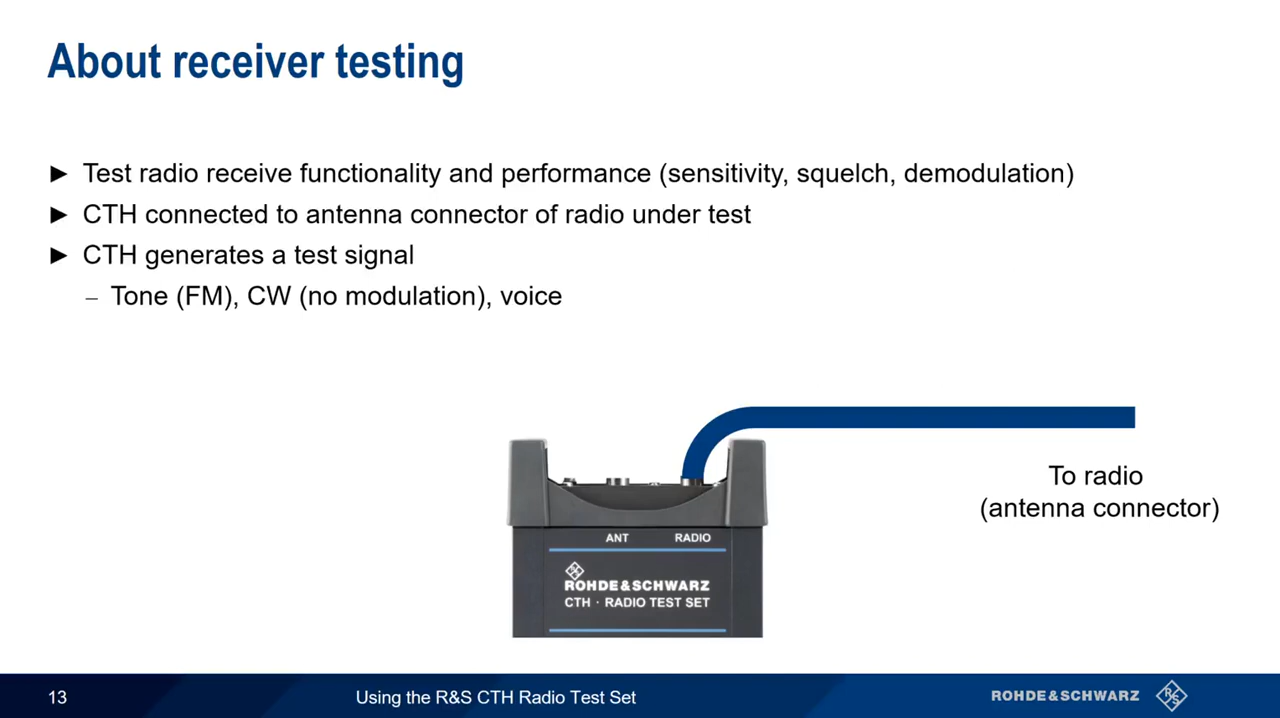 About receiver testing
► Test radio receive functionality and performance (sensitivity, squelch, demodulation)
► CTH connected to antenna connector of radio under test
► CTH generates a test signal
– Tone (FM), CW (no modulation), voice
To radio
(antenna connector)
ANT RADIO
ROHDE&SCHWARZ
CTH · RADIO TEST SET
13 Using the R&S CTH Radio Test Set ROHDE&SCHWARZ